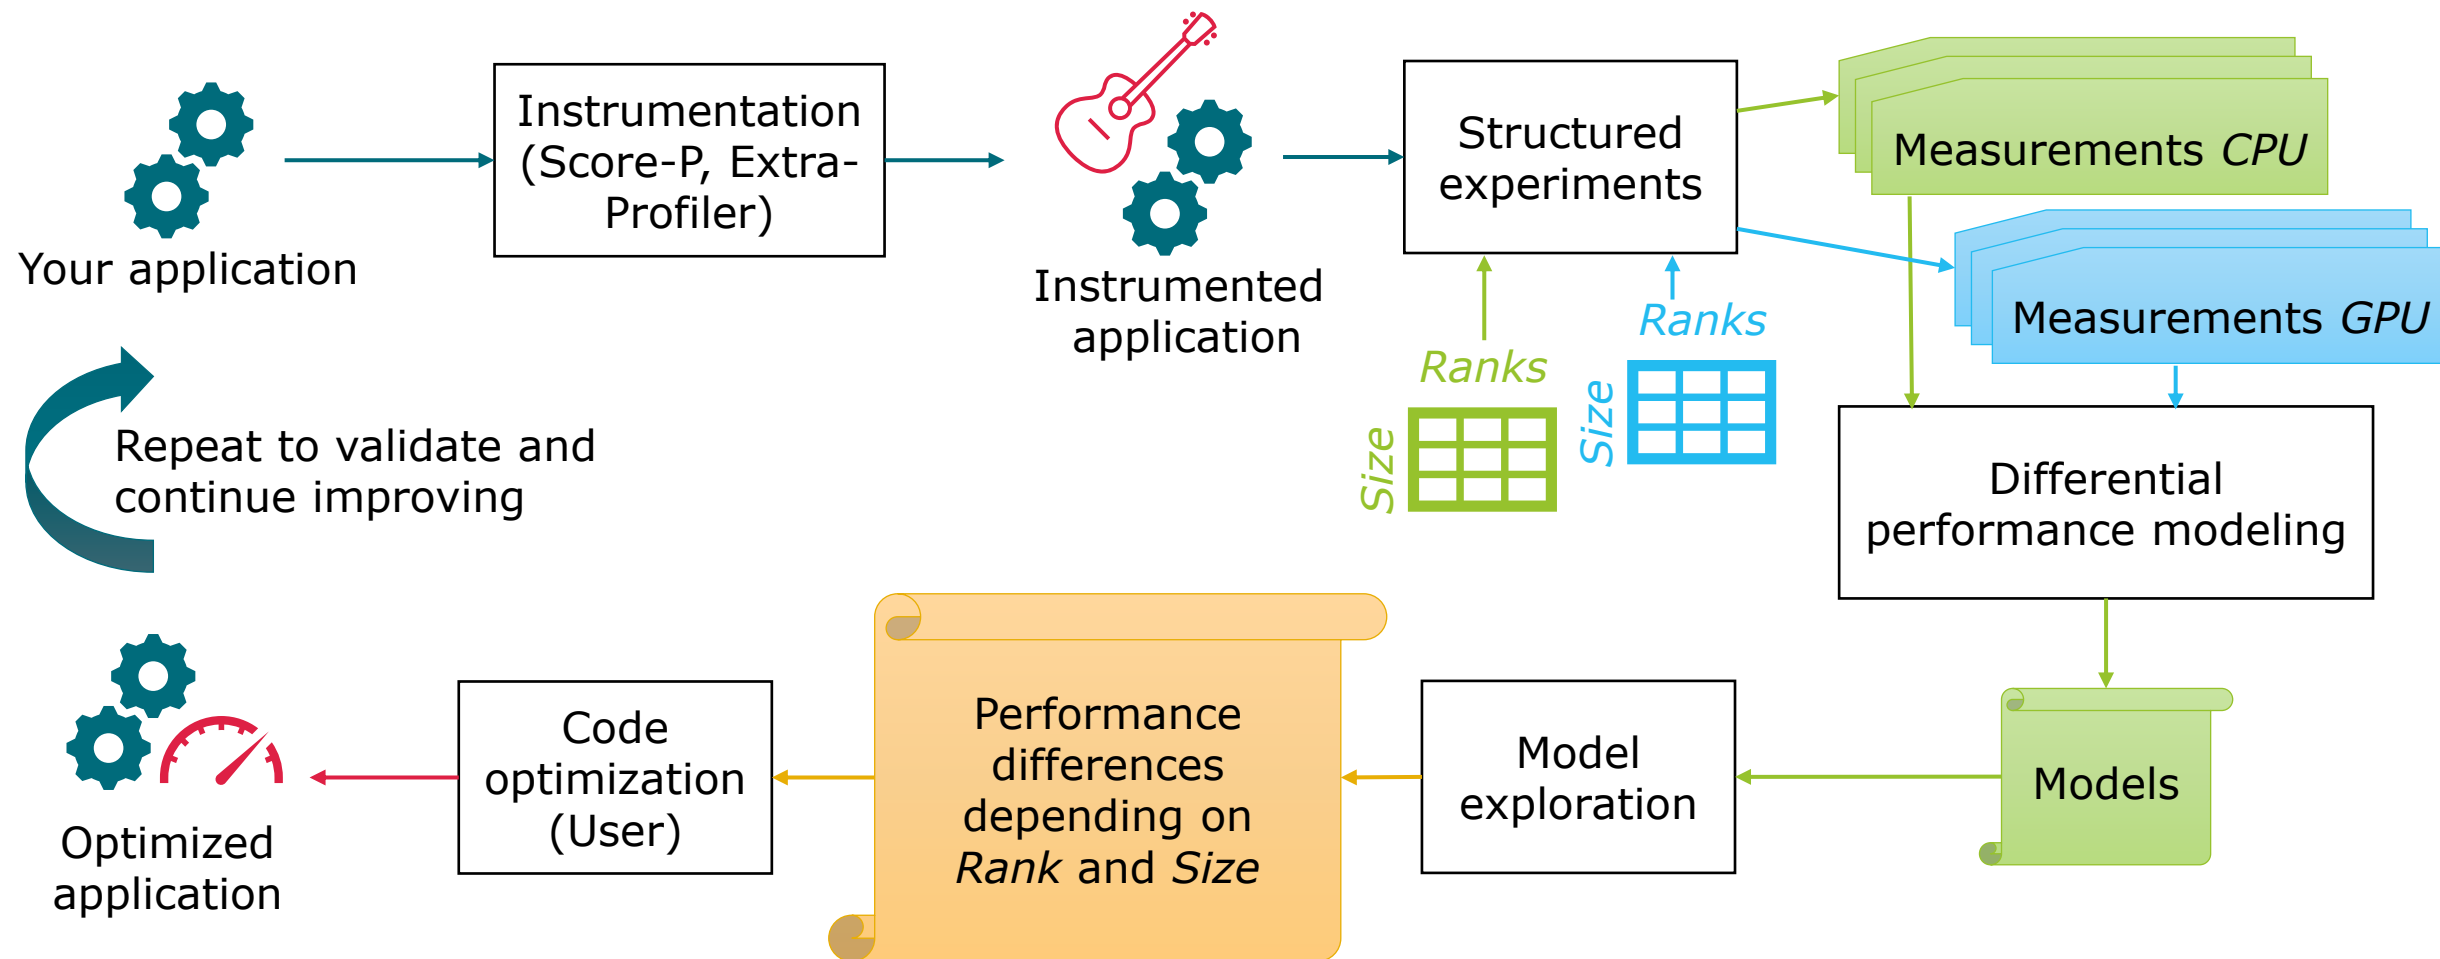 Your application
Instrumentation
(Score-P, Extra-
Profiler)
Instrumented
application
Structured
experiments
Measurements CPU
Measurements GPU
Ranks
Size
Ranks
Size
Differential
performance modeling
Models
Model
exploration
Performance
differences
depending on
Rank and Size
Code
optimization
(User)
Optimized
application
Repeat to validate and
continue improving